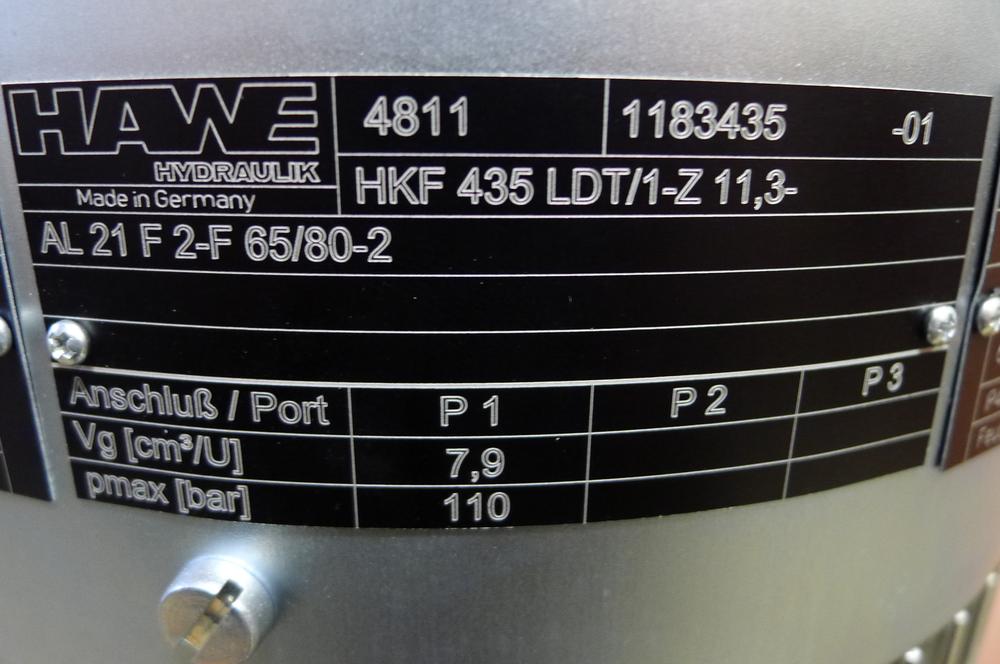 HAWE
HYDRAULIK
Made in Germany
4811 1183435 -01
HKF 435 LDT/1-Z 11,3-
AL 21 F 2-F 65/80-2
Anschluß / Port P 1 P 2 P 3
Vg [cm³/U] 7,9
pmax [bar] 110